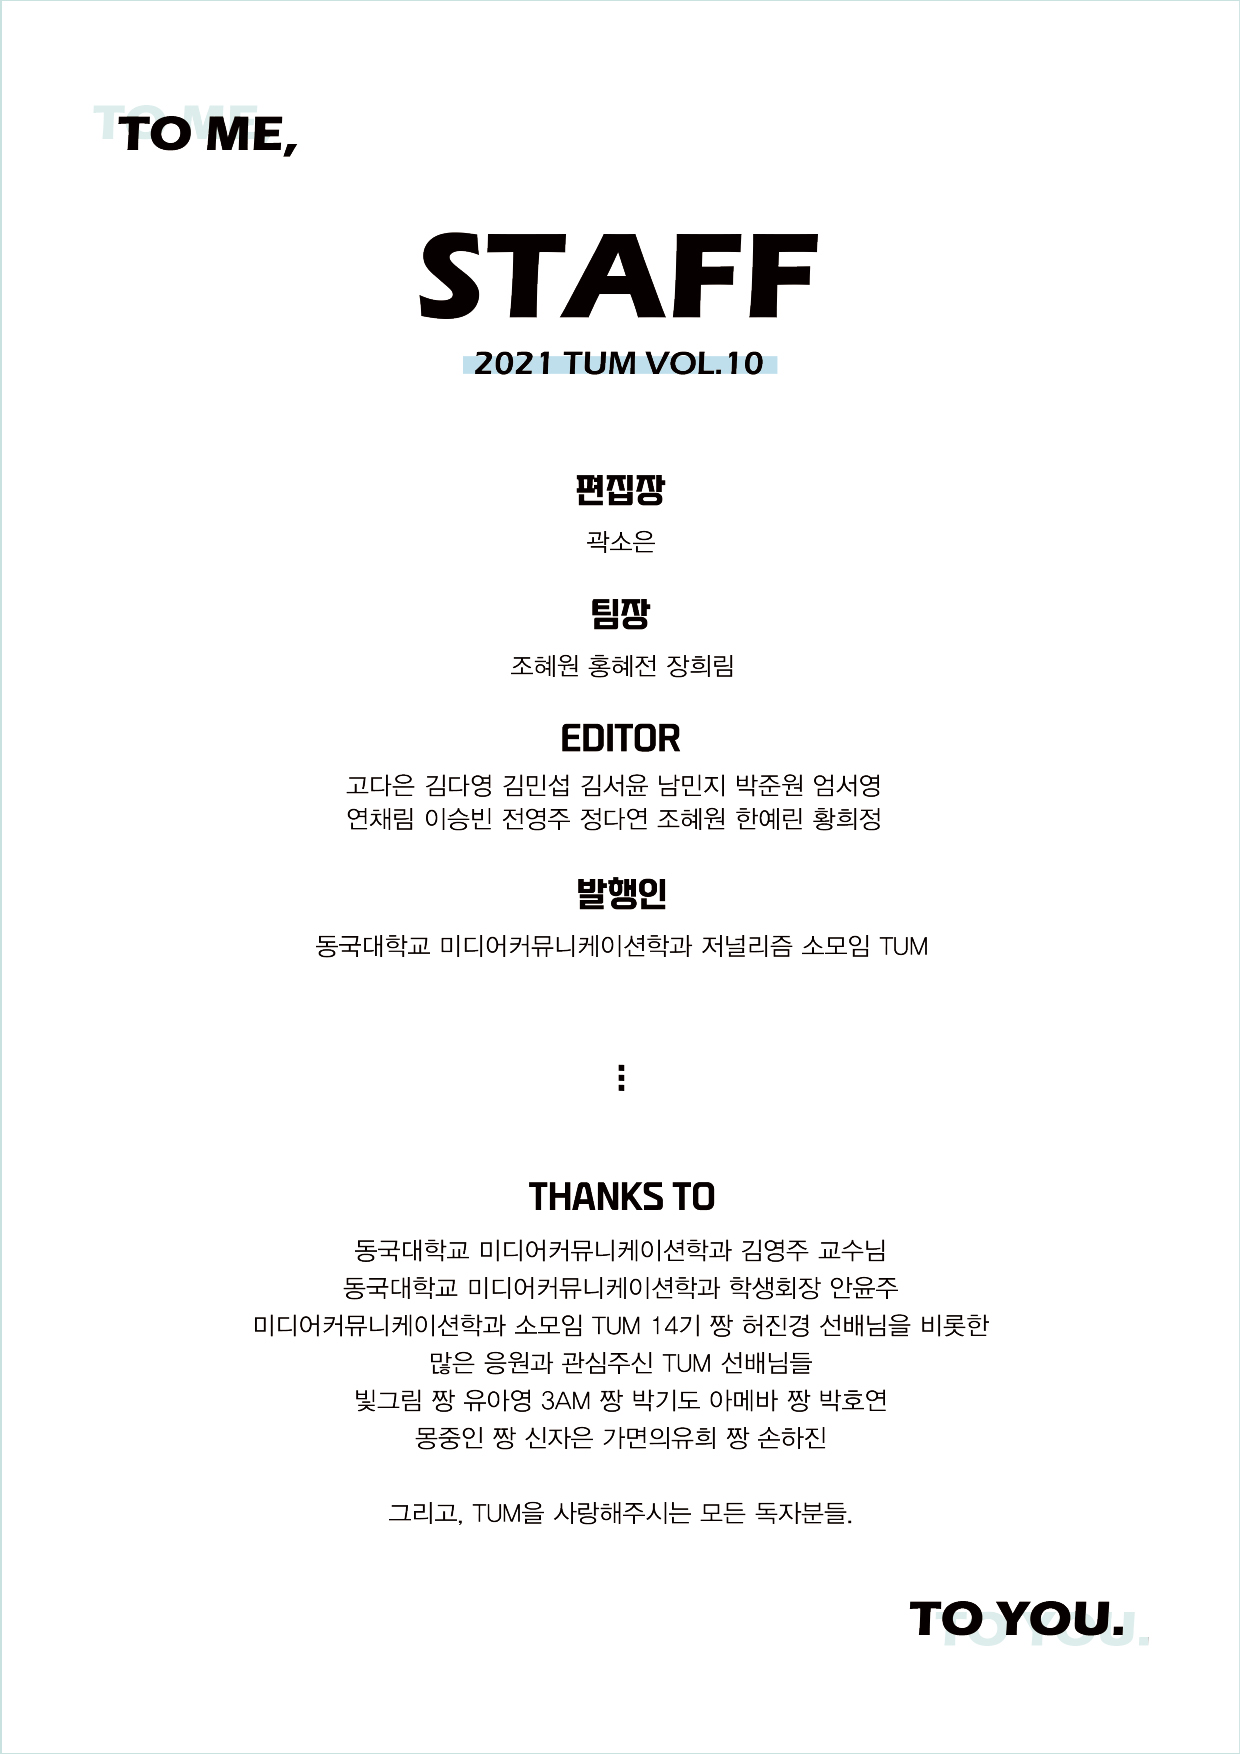 TO ME,
STAFF
2021 TUM VOL.10
편집장
곽소은
팀장
조혜원 홍혜전 장희림
EDITOR
고다은 김다영 김민섭 김서윤 남민지 박준원 엄서영
연채림 이승빈 전영주 정다연 조혜원 한예린 황희정
발행인
동국대학교 미디어커뮤니케이션학과 저널리즘 소모임 TUM
THANKS TO
동국대학교 미디어커뮤니케이션학과 김영주 교수님
동국대학교 미디어커뮤니케이션학과 학생회장 안윤주
미디어커뮤니케이션학과 소모임 TUM 14기 짱 허진경 선배님을 비롯한
많은 응원과 관심주신 TUM 선배님들
빛그림 짱 유아영 3AM 짱 박기도 아메바 짱 박호연
몽중인 짱 신자은 가면의유희 짱 손하진
그리고, TUM을 사랑해주시는 모든 독자분들.
TO YOU.